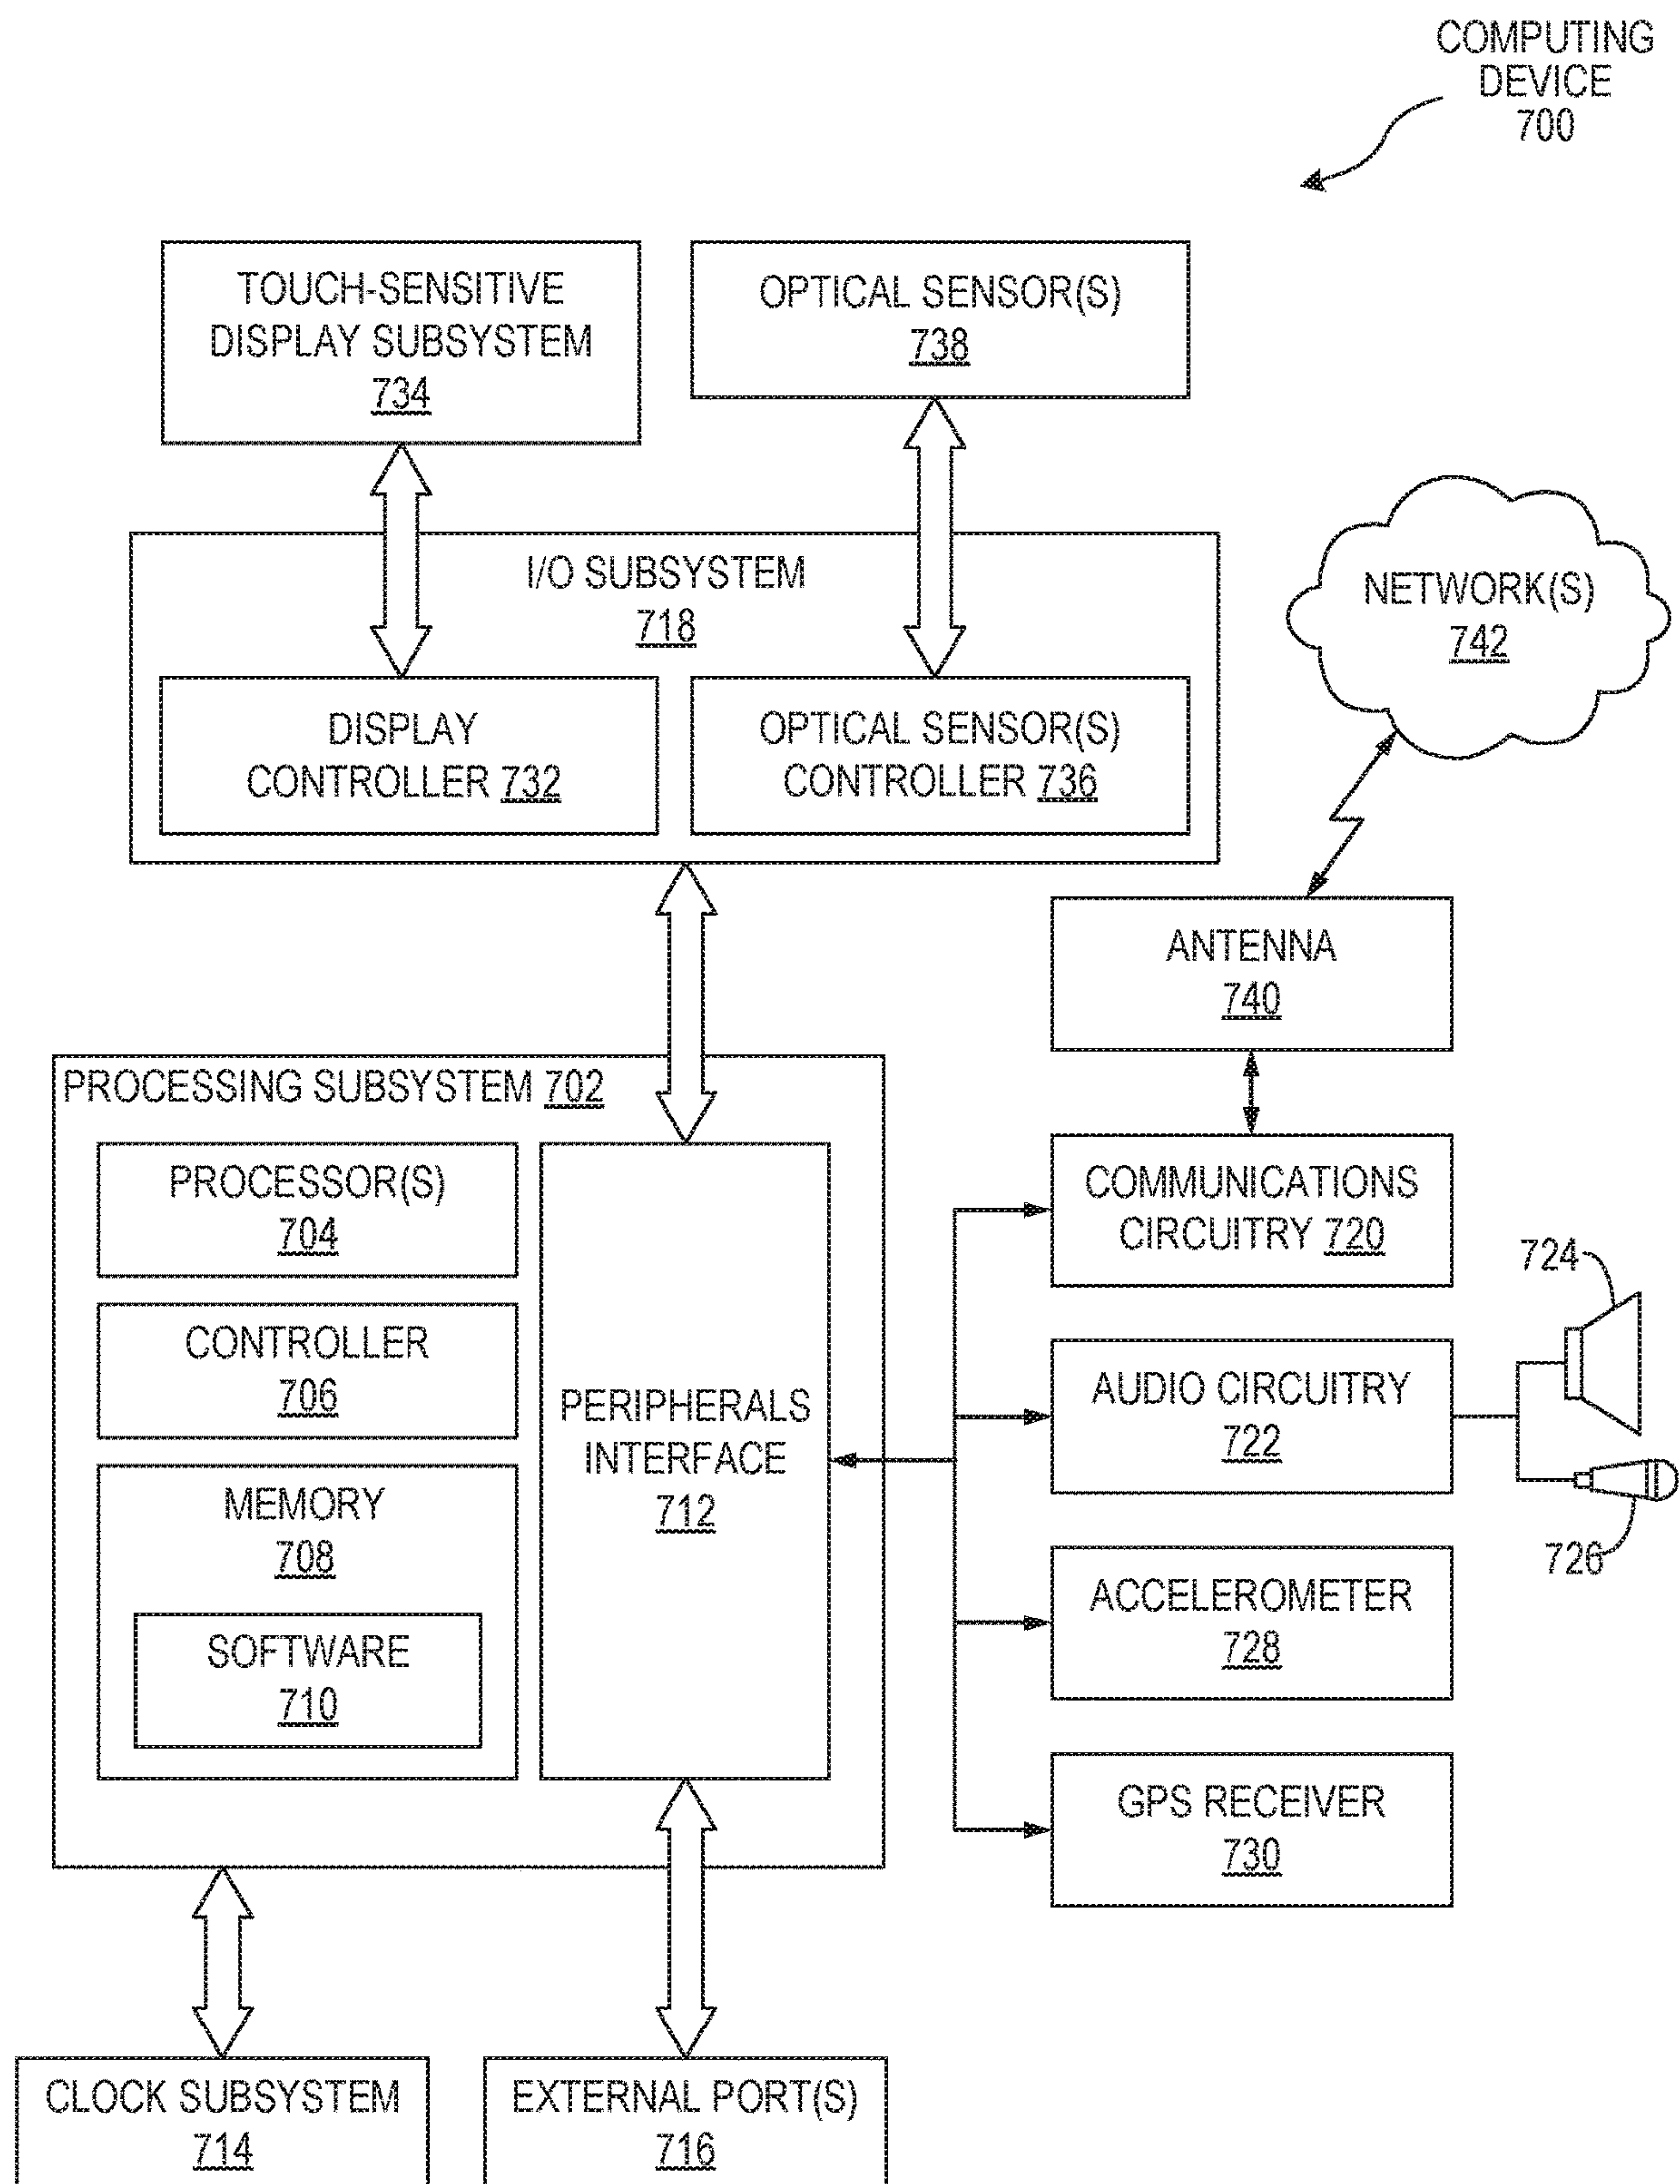 COMPUTING
DEVICE
700
TOUCH-SENSITIVE
DISPLAY SUBSYSTEM
734
OPTICAL SENSOR(S)
738
I/O SUBSYSTEM
718
NETWORK(S)
742
DISPLAY
CONTROLLER 732
OPTICAL SENSOR(S)
CONTROLLER 736
ANTENNA
740
PROCESSING SUBSYSTEM 702
PROCESSOR(S)
704
CONTROLLER
706
MEMORY
708
SOFTWARE
710
PERIPHERALS
INTERFACE
712
COMMUNICATIONS
CIRCUITRY 720
724
AUDIO CIRCUITRY
722
726
ACCELEROMETER
728
GPS RECEIVER
730
CLOCK SUBSYSTEM
714
EXTERNAL PORT(S)
716